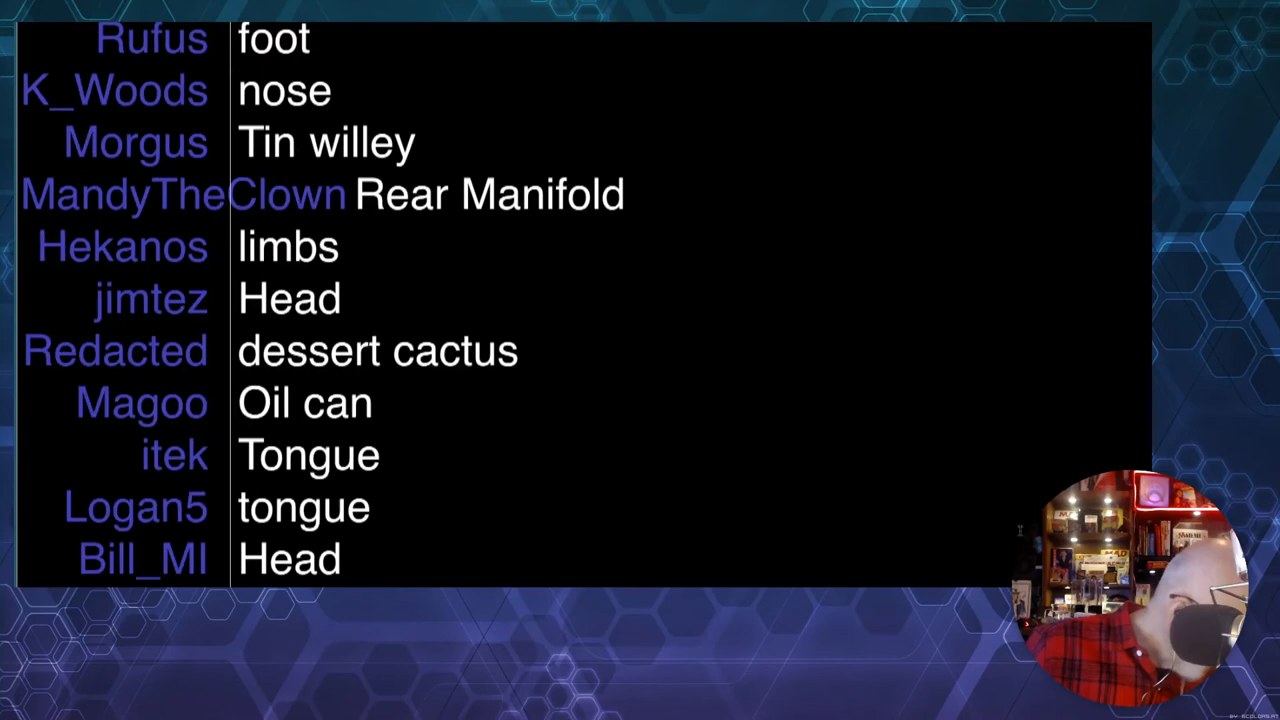 Rufus foot
K_Woods nose
Morgus Tin willey
MandyTheClown Rear Manifold
Hekanos limbs
jimtez Head
Redacted dessert cactus
Magoo Oil can
itek Tongue
Logan5 tongue
Bill_MI Head
MAD